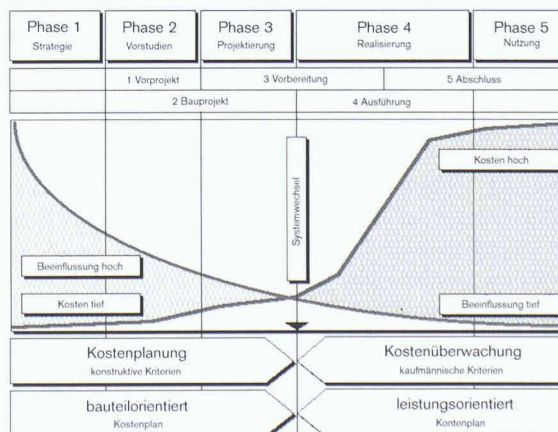 Phase 1 Phase 2 Phase 3 Phase 4 Phase 5
Strategie Vorstudien Projektierung Realisierung Nutzung
1 Vorprojekt 3 Vorbereitung 5 Abschluss
2 Bauprojekt 4 Ausführung
Systemwechsel
Kosten hoch
Beeinflussung hoch
Kosten tief Beeinflussung tief
Kostenplanung Kostenüberwachung
konstruktive Kriterien kaufmännische Kriterien
bauteilorientiert leistungsorientiert
Kostenplan Kontenplan